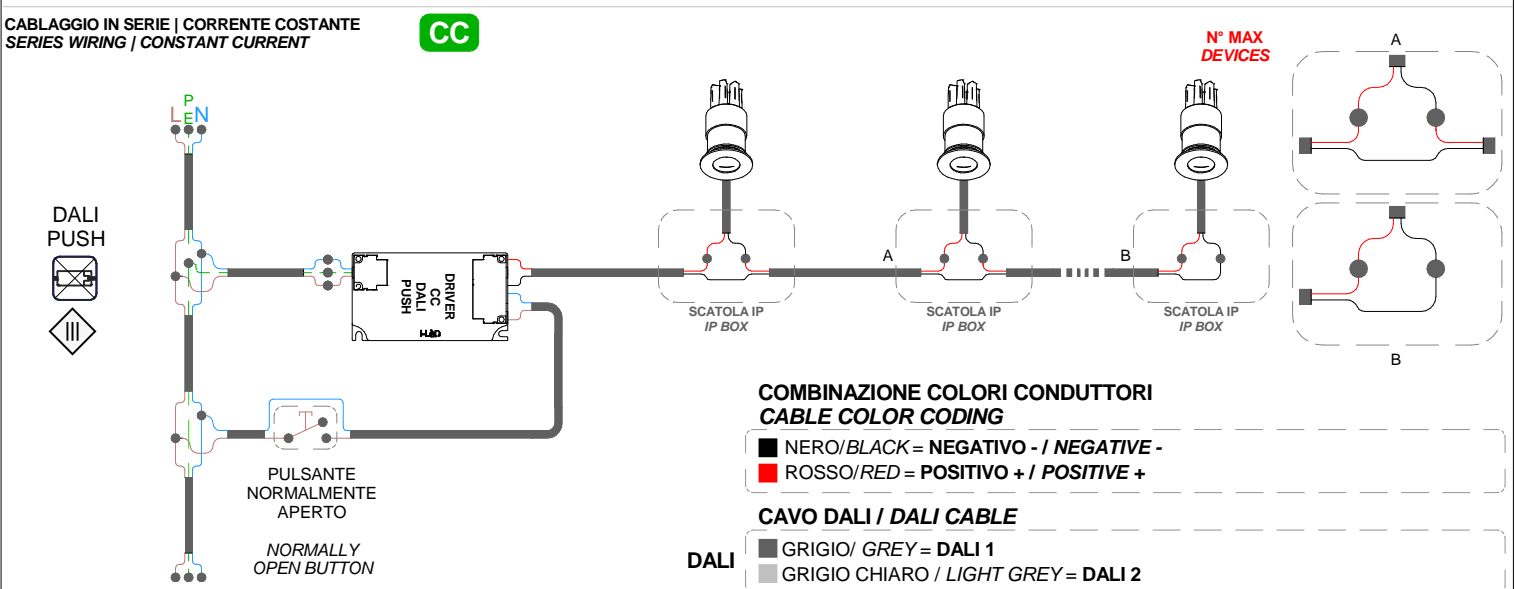 CABLAGGIO IN SERIE | CORRENTE COSTANTE
SERIES WIRING | CONSTANT CURRENT
CC
N° MAX
DEVICES
A
L PE N
DALI
PUSH
DRIVER
CC
DALI
PUSH
A
B
SCATOLA IP
IP BOX
SCATOLA IP
IP BOX
SCATOLA IP
IP BOX
B
PULSANTE
NORMALMENTE
APERTO
NORMALLY
OPEN BUTTON
COMBINAZIONE COLORI CONDUTTORI
CABLE COLOR CODING
NERO/BLACK = NEGATIVO - / NEGATIVE -
ROSSO/RED = POSITIVO + / POSITIVE +
CAVO DALI / DALI CABLE
DALI
GRIGIO/ GREY = DALI 1
GRIGIO CHIARO / LIGHT GREY = DALI 2